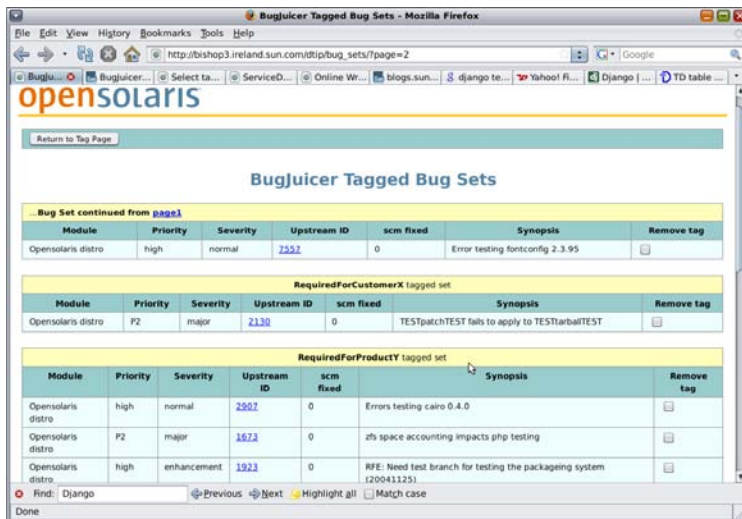 BugJuicer Tagged Bug Sets - Mozilla Firefox
File Edit View History Bookmarks Tools Help
http://bishop3.ireland.sun.com/dtip/bug_sets/?page=2
Google
BugJu...
BugJuicer...
Select ta...
ServiceD...
Online Wr...
blogs.sun...
django te...
Yahoo! Fi...
Django | ...
TD table ...
opensolaris
Return to Tag Page
BugJuicer Tagged Bug Sets
...Bug Set continued from page1
Module Priority Severity Upstream ID scm fixed Synopsis Remove tag
Opensolaris distro high normal 7557 0 Error testing fontconfig 2.3.95
RequiredForCustomerX tagged set
Module Priority Severity Upstream ID scm fixed Synopsis Remove tag
Opensolaris distro P2 major 2130 0 TESTpatchTEST fails to apply to TESTtarballTEST
RequiredForProductY tagged set
Module Priority Severity Upstream ID scm fixed Synopsis Remove tag
Opensolaris distro high normal 2907 0 Errors testing cairo 0.4.0
Opensolaris distro P2 major 1673 0 zfs space accounting impacts php testing
Opensolaris distro high enhancement 1923 0 RFE: Need test branch for testing the packageing system (20041125)
Find: Django Previous Next Highlight all Match case
Done